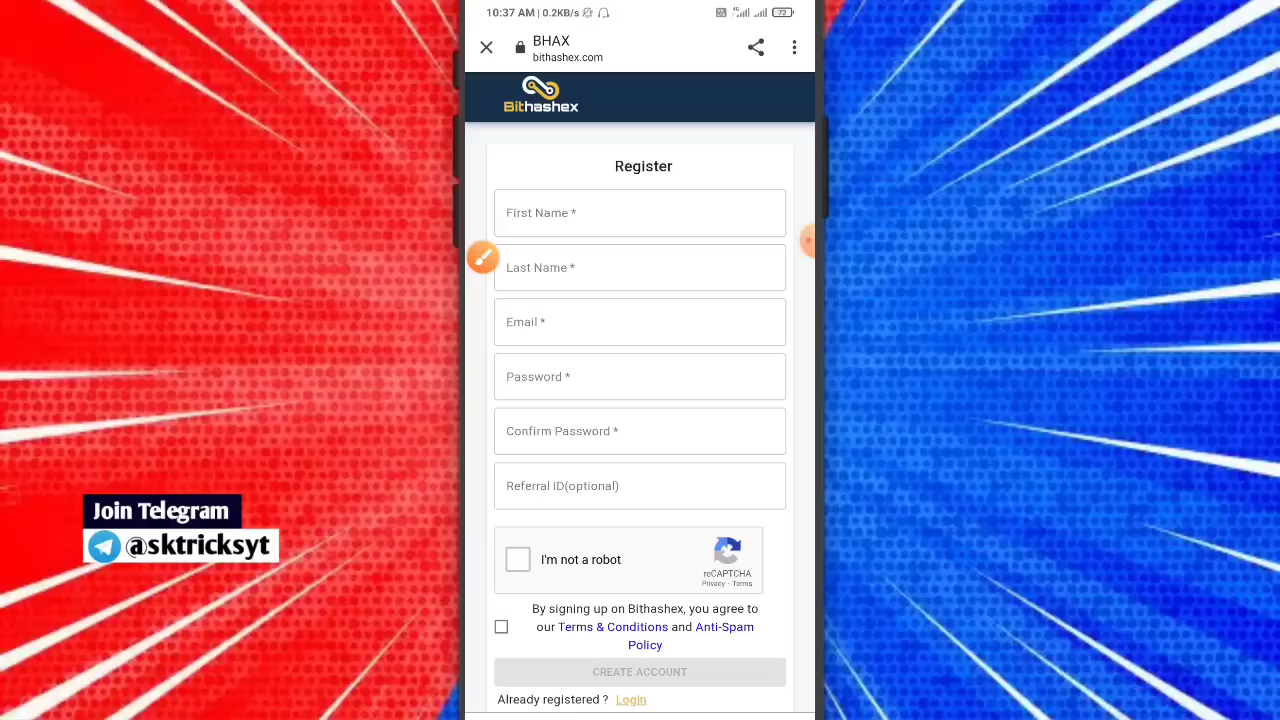 10:37 AM | 0.2KB/s
4G
72
BHAX
bithashex.com
Bithashex
Register
First Name *
Last Name *
Email *
Password *
Confirm Password *
Referral ID(optional)
I'm not a robot
reCAPTCHA
Privacy - Terms
By signing up on Bithashex, you agree to
our Terms & Conditions and Anti-Spam
Policy
CREATE ACCOUNT
Already registered ? Login
Join Telegram
@sktricksyt